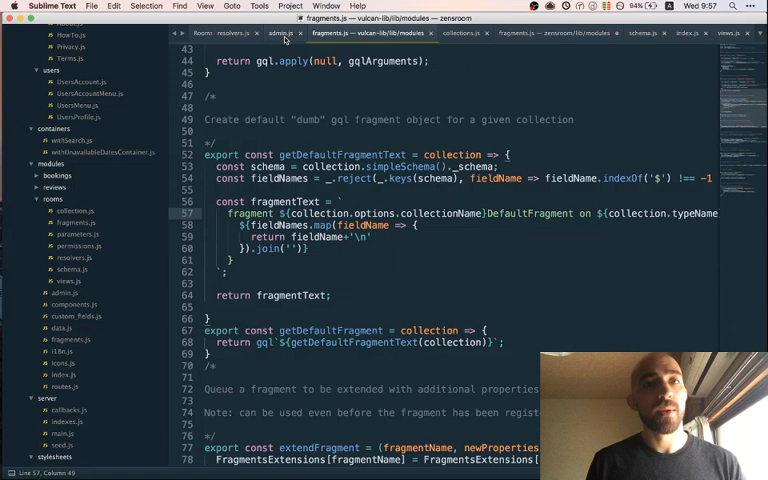 Sublime Text File Edit Selection Find View Goto Tools Project Window Help
Wed 9:57
fragments.js — vulcan-lib/lib/modules — zensroom
Rooms resolvers.js × admin.js × fragments.js — vulcan-lib/lib/modules × collections.js × fragments.js — zensroom/lib/modules schema.js × index.js × views.js ×
HowTo.js
Privacy.js
Terms.js
users
UsersAccount.js
UsersAccountMenu.js
UsersMenu.js
UsersProfile.js
containers
withSearch.js
withUnavailableDatesContainer.js
modules
bookings
reviews
rooms
collection.js
fragments.js
parameters.js
permissions.js
resolvers.js
schema.js
views.js
admin.js
components.js
custom_fields.js
data.js
fragments.js
i18n.js
icons.js
index.js
routes.js
server
callbacks.js
indexes.js
main.js
seed.js
stylesheets
43
44 return gql.apply(null, gqlArguments);
45 }
46
47 /*
48
49 Create default "dumb" gql fragment object for a given collection
50
51 */
52 export const getDefaultFragmentText = collection => {
53 const schema = collection.simpleSchema()._schema;
54 const fieldNames = _.reject(_.keys(schema), fieldName => fieldName.indexOf('$') !== -1
55
56 const fragmentText = `
57 fragment ${collection.options.collectionName}DefaultFragment on ${collection.typeName
58 ${fieldNames.map(fieldName => {
59 return fieldName+'\n'
60 }).join('')}
61 }
62 `;
63
64 return fragmentText;
65
66 }
67 export const getDefaultFragment = collection => {
68 return gql`${getDefaultFragmentText(collection)}`;
69 }
70 /*
71
72 Queue a fragment to be extended with additional properties
73
74 Note: can be used even before the fragment has been regist
75
76 */
77 export const extendFragment = (fragmentName, newProperties
78 FragmentsExtensions[fragmentName] = FragmentsExtensions[
Line 57, Column 49